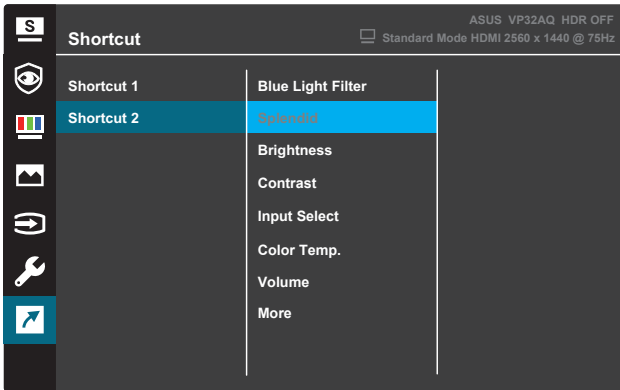 S
ASUS VP32AQ HDR OFF
Shortcut
Standard Mode HDMI 2560 x 1440 @ 75Hz
Shortcut 1
Blue Light Filter
Shortcut 2
Splendid
Brightness
Contrast
Input Select
Color Temp.
Volume
More